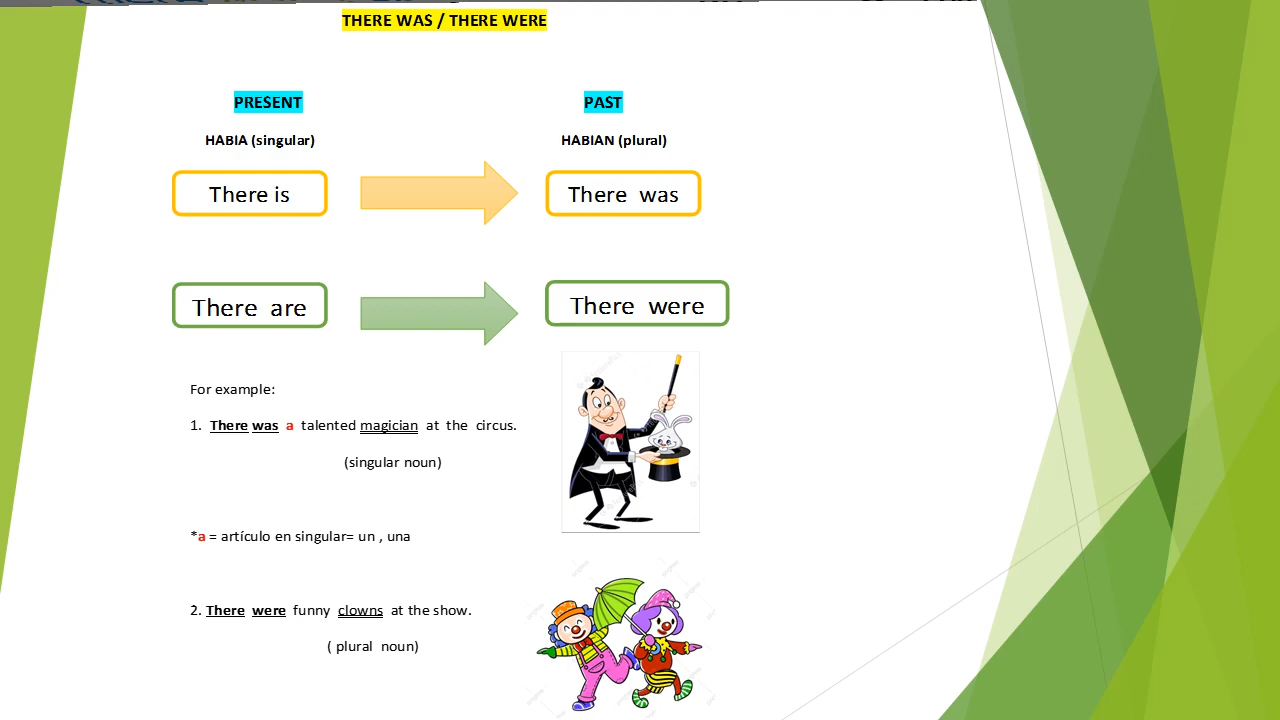 THERE WAS / THERE WERE
PRESENT PAST
HABIA (singular) HABIAN (plural)
There is There was
There are There were
For example:
1. There was a talented magician at the circus.
(singular noun)
*a = artículo en singular= un , una
2. There were funny clowns at the show.
( plural noun)